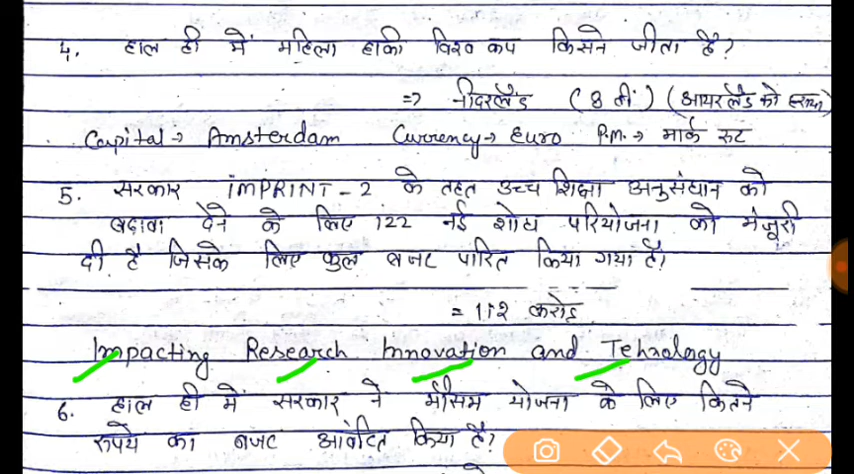 4. हाल ही में महिला हाकी विश्व कप किसने जीता है?
=> नीदरलैंड (8 वीं) (आयरलैंड को हराकर)
Capital → Amsterdam Currency → Euro P.m. → मार्क रूट
5. सरकार IMPRINT-2 के तहत उच्च शिक्षा अनुसंधान को
बढ़ावा देने के लिए 122 नई शोध परियोजना को मंजूरी
दी है जिसके लिए कुल बजट पारित किया गया है?
= 112 करोड़
Impacting Research Innovation and Tehnology
6. हाल ही में सरकार ने मौसम योजना के लिए कितने
रूपये का बजट आवंटित किया है?